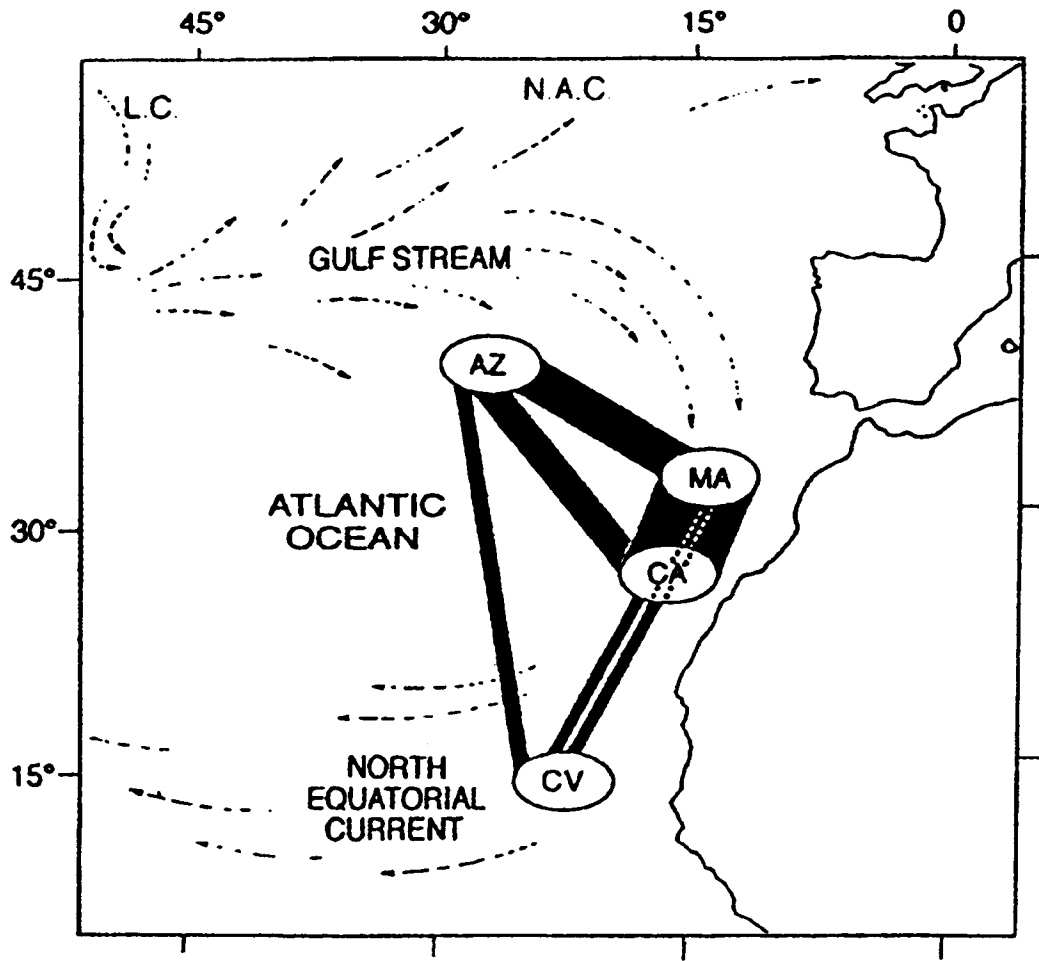 45° 30° 15° 0
L.C. N.A.C.
GULF STREAM
45°
AZ
MA
ATLANTIC
OCEAN
30°
CA
15°
CV
NORTH
EQUATORIAL
CURRENT